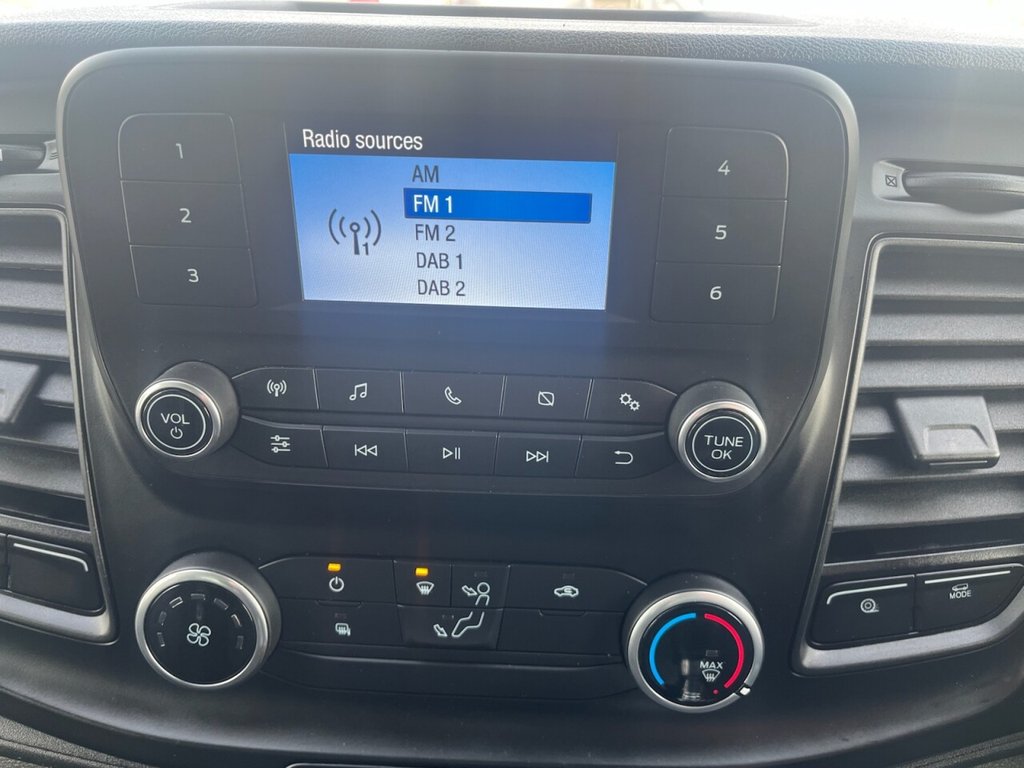 Radio sources
AM
FM 1
FM 2
DAB 1
DAB 2
1
1
2
3
4
5
6
VOL
TUNE
OK
MAX
MODE